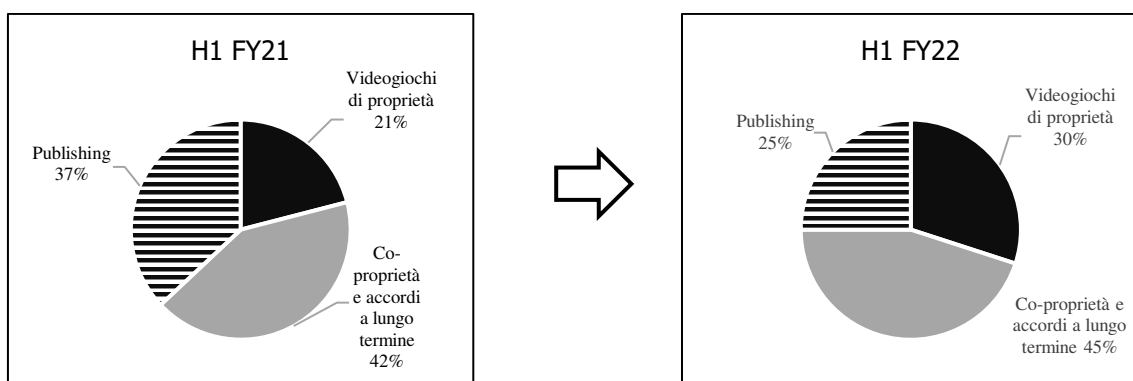 H1 FY21
Videogiochi
di proprietà
21%
Publishing
37%
Co-
proprietà
e accordi
a lungo
termine
42%
H1 FY22
Videogiochi
di proprietà
30%
Publishing
25%
Co-proprietà e
accordi a lungo
termine 45%